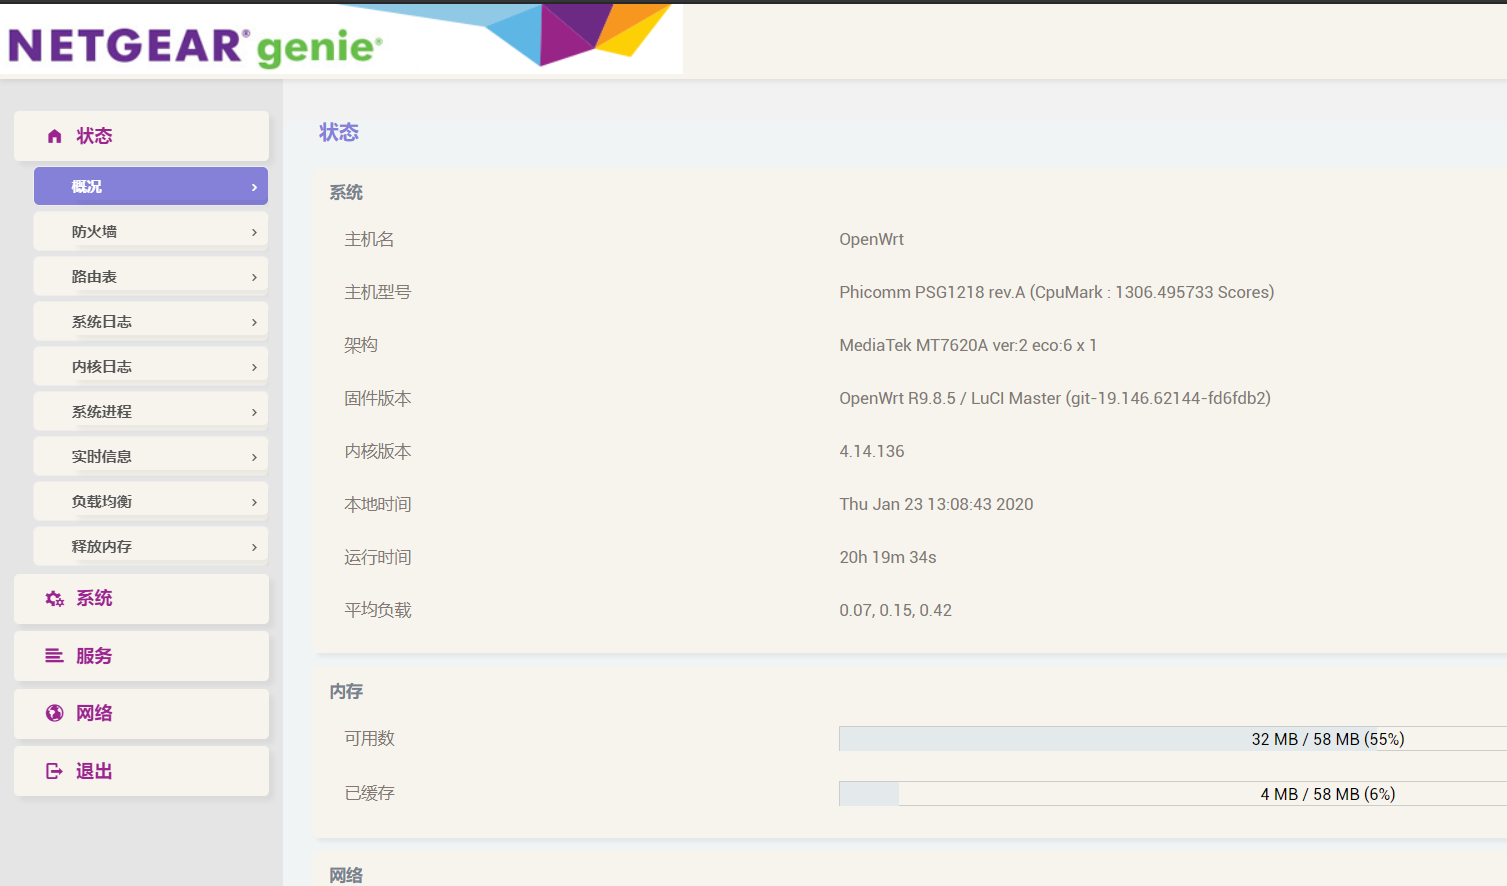 NETGEAR® genie®
状态
概况
防火墙
路由表
系统日志
内核日志
系统进程
实时信息
负载均衡
释放内存
系统
服务
网络
退出
状态
系统
主机名 OpenWrt
主机型号 Phicomm PSG1218 rev.A (CpuMark : 1306.495733 Scores)
架构 MediaTek MT7620A ver:2 eco:6 x 1
固件版本 OpenWrt R9.8.5 / LuCI Master (git-19.146.62144-fd6fdb2)
内核版本 4.14.136
本地时间 Thu Jan 23 13:08:43 2020
运行时间 20h 19m 34s
平均负载 0.07, 0.15, 0.42
内存
可用数 32 MB / 58 MB (55%)
已缓存 4 MB / 58 MB (6%)
网络